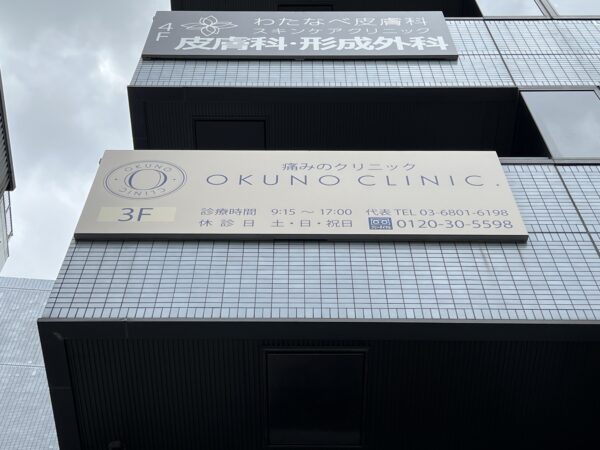 4F
わたなべ皮膚科
スキンケアクリニック
皮膚科・形成外科
OKUNO CLINIC
痛みのクリニック
OKUNO CLINIC.
3F
診療時間 9:15 ～ 17:00 代表 TEL 03-6801-6198
休診日 土・日・祝日 0120-30-5598